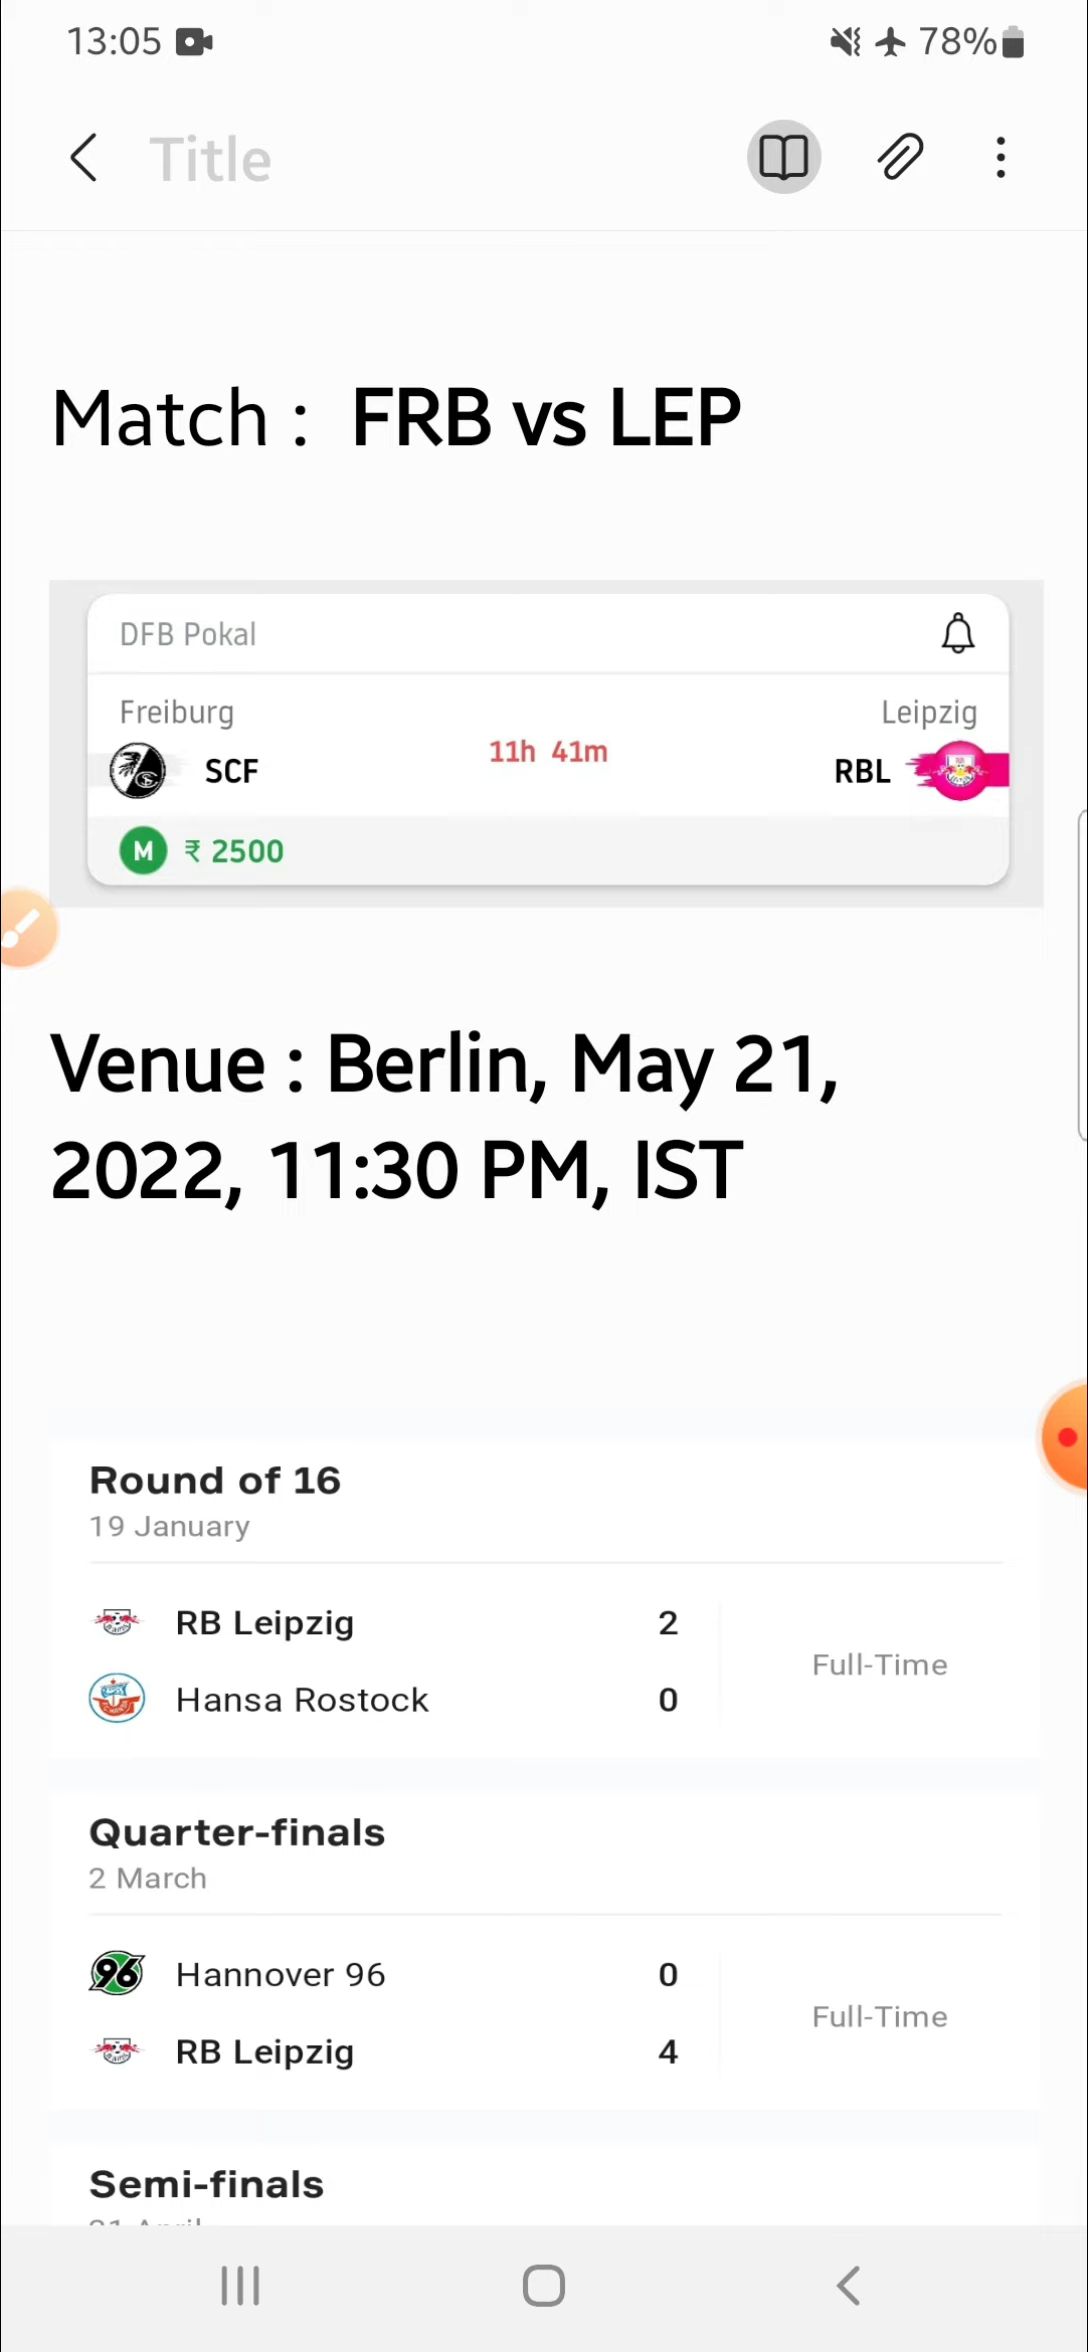 13:05
78%
Title
Match : FRB vs LEP
DFB Pokal
Freiburg
Leipzig
SCF
11h 41m
RBL
M ₹ 2500
Venue : Berlin, May 21,
2022, 11:30 PM, IST
Round of 16
19 January
RB Leipzig 2
Full-Time
Hansa Rostock 0
Quarter-finals
2 March
96 Hannover 96 0
Full-Time
RB Leipzig 4
Semi-finals